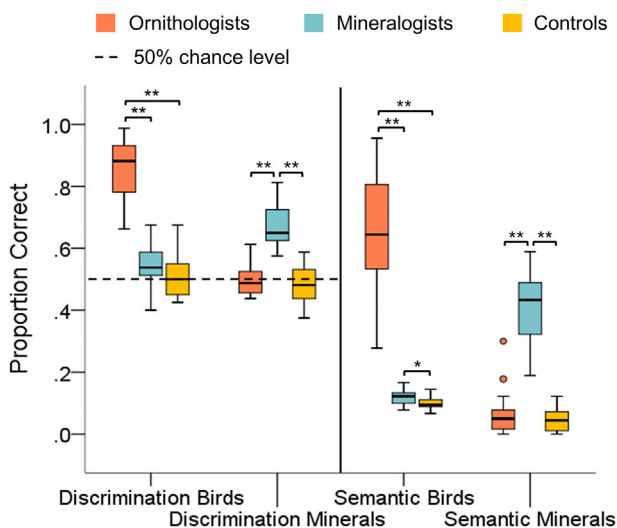 Ornithologists Mineralogists Controls
50% chance level
Proportion Correct
1.0
.8
.6
.4
.2
.0
**
**
** **
**
**
*
** **
Discrimination Birds
Discrimination Minerals
Semantic Birds
Semantic Minerals